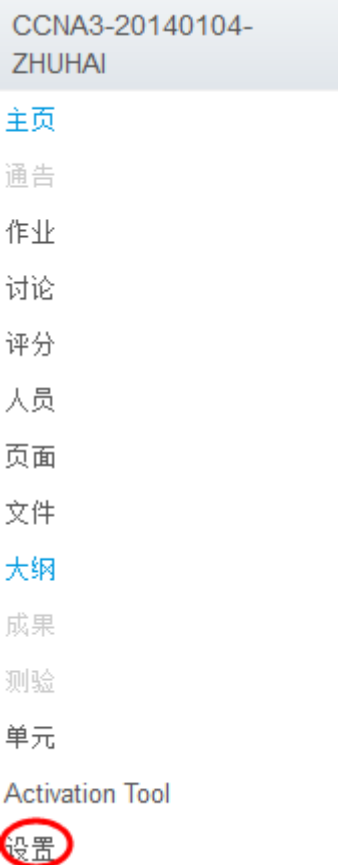 CCNA3-20140104-
ZHUHAI
主页
通告
作业
讨论
评分
人员
页面
文件
大纲
成果
测验
单元
Activation Tool
设置